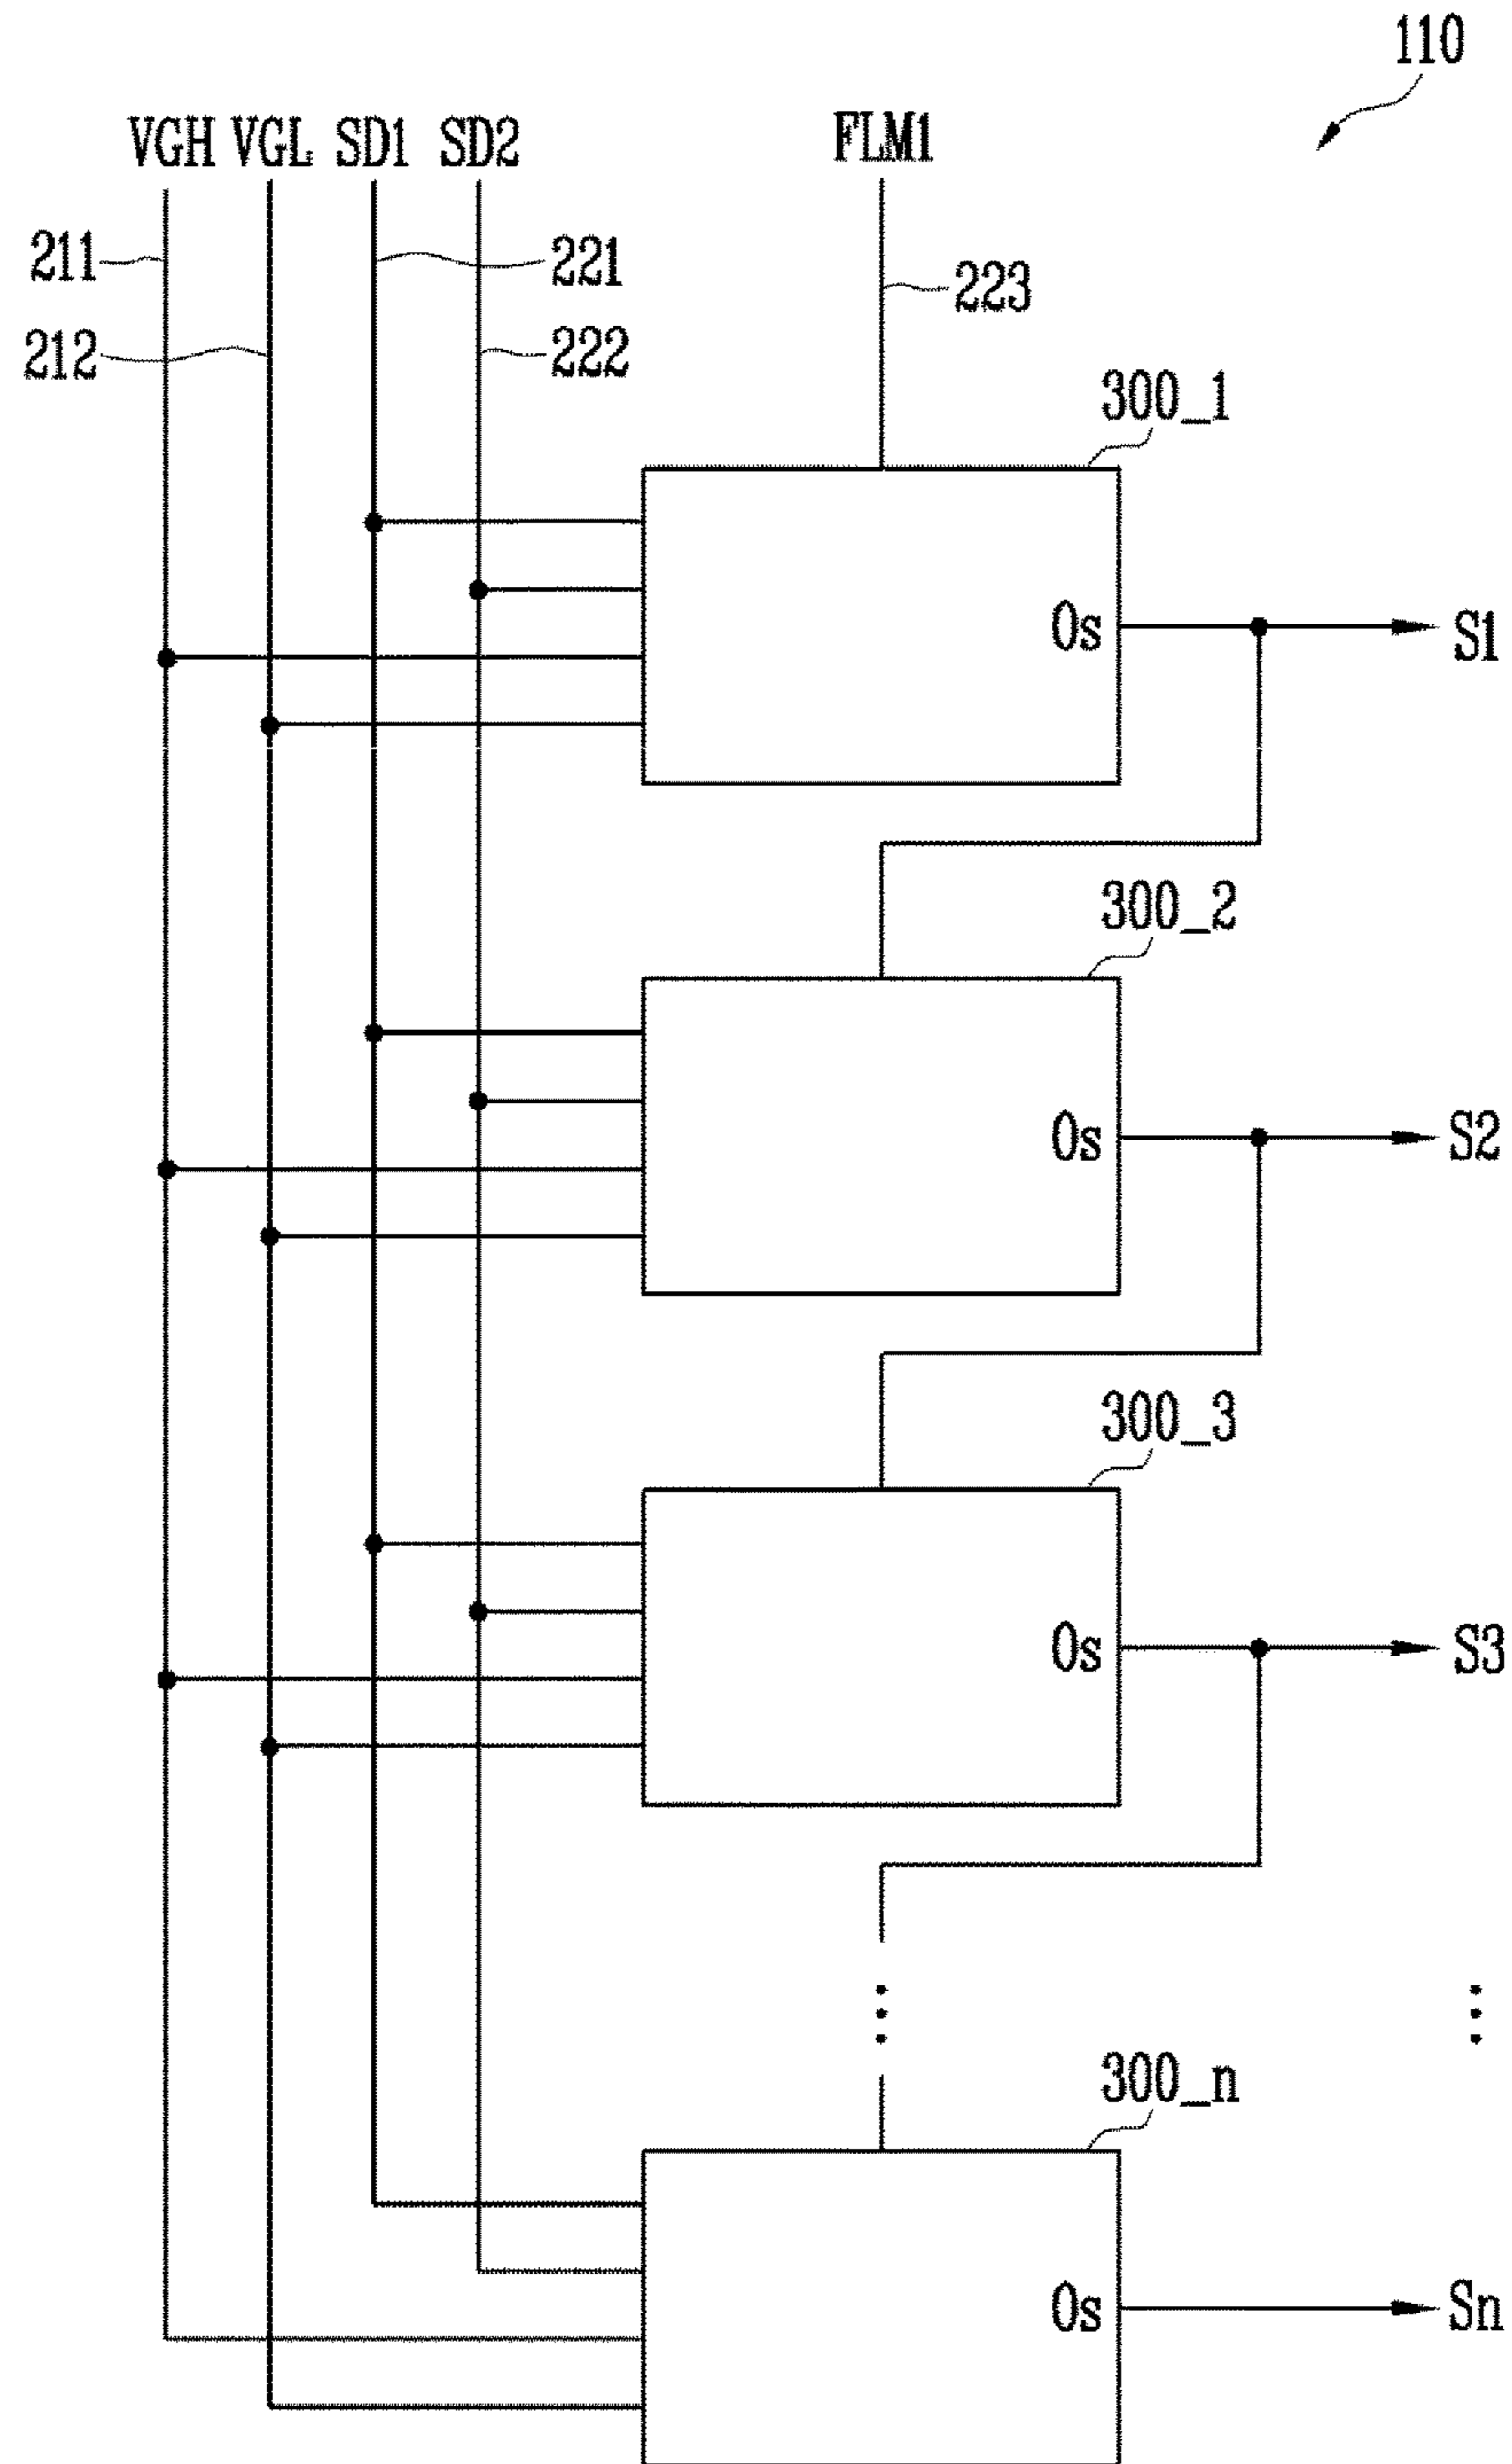 110
VGH VGL SD1 SD2 FLM1
211 221 223
212 222
300_1
Os S1
300_2
Os S2
300_3
Os S3
300_n
Os Sn